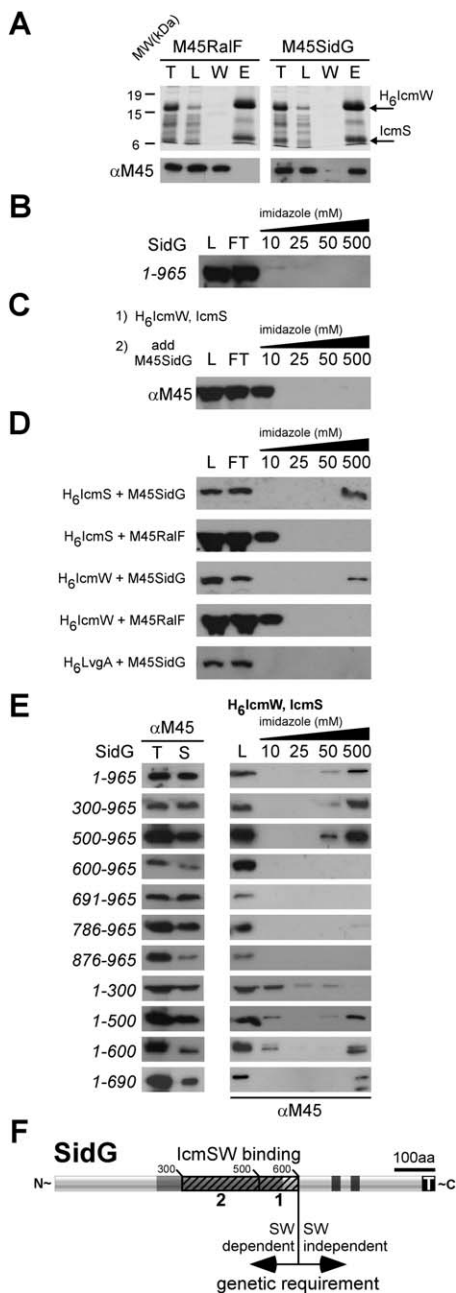 A
MW(kDa)
M45RalF M45SidG
T L W E T L W E
19
15
6
H6IcmW
IcmS
αM45
B
imidazole (mM)
SidG L FT 10 25 50 500
1-965
C
1) H6IcmW, IcmS
2) add M45SidG
imidazole (mM)
L FT 10 25 50 500
αM45
D
imidazole (mM)
L FT 10 25 50 500
H6IcmS + M45SidG
H6IcmS + M45RalF
H6IcmW + M45SidG
H6IcmW + M45RalF
H6LvgA + M45SidG
E
H6IcmW, IcmS
αM45 imidazole (mM)
SidG T S L 10 25 50 500
1-965
300-965
500-965
600-965
691-965
786-965
876-965
1-300
1-500
1-600
1-690
αM45
F
SidG IcmSW binding 100aa
300 500 600
N~ T ~C
2 1
SW dependent SW independent
genetic requirement